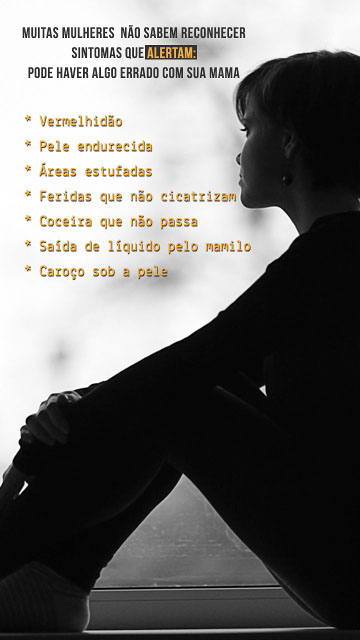 MUITAS MULHERES NÃO SABEM RECONHECER
SINTOMAS QUE ALERTAM:
PODE HAVER ALGO ERRADO COM SUA MAMA
* Vermelhidão
* Pele endurecida
* Áreas estufadas
* Feridas que não cicatrizam
* Coceira que não passa
* Saída de líquido pelo mamilo
* Caroço sob a pele